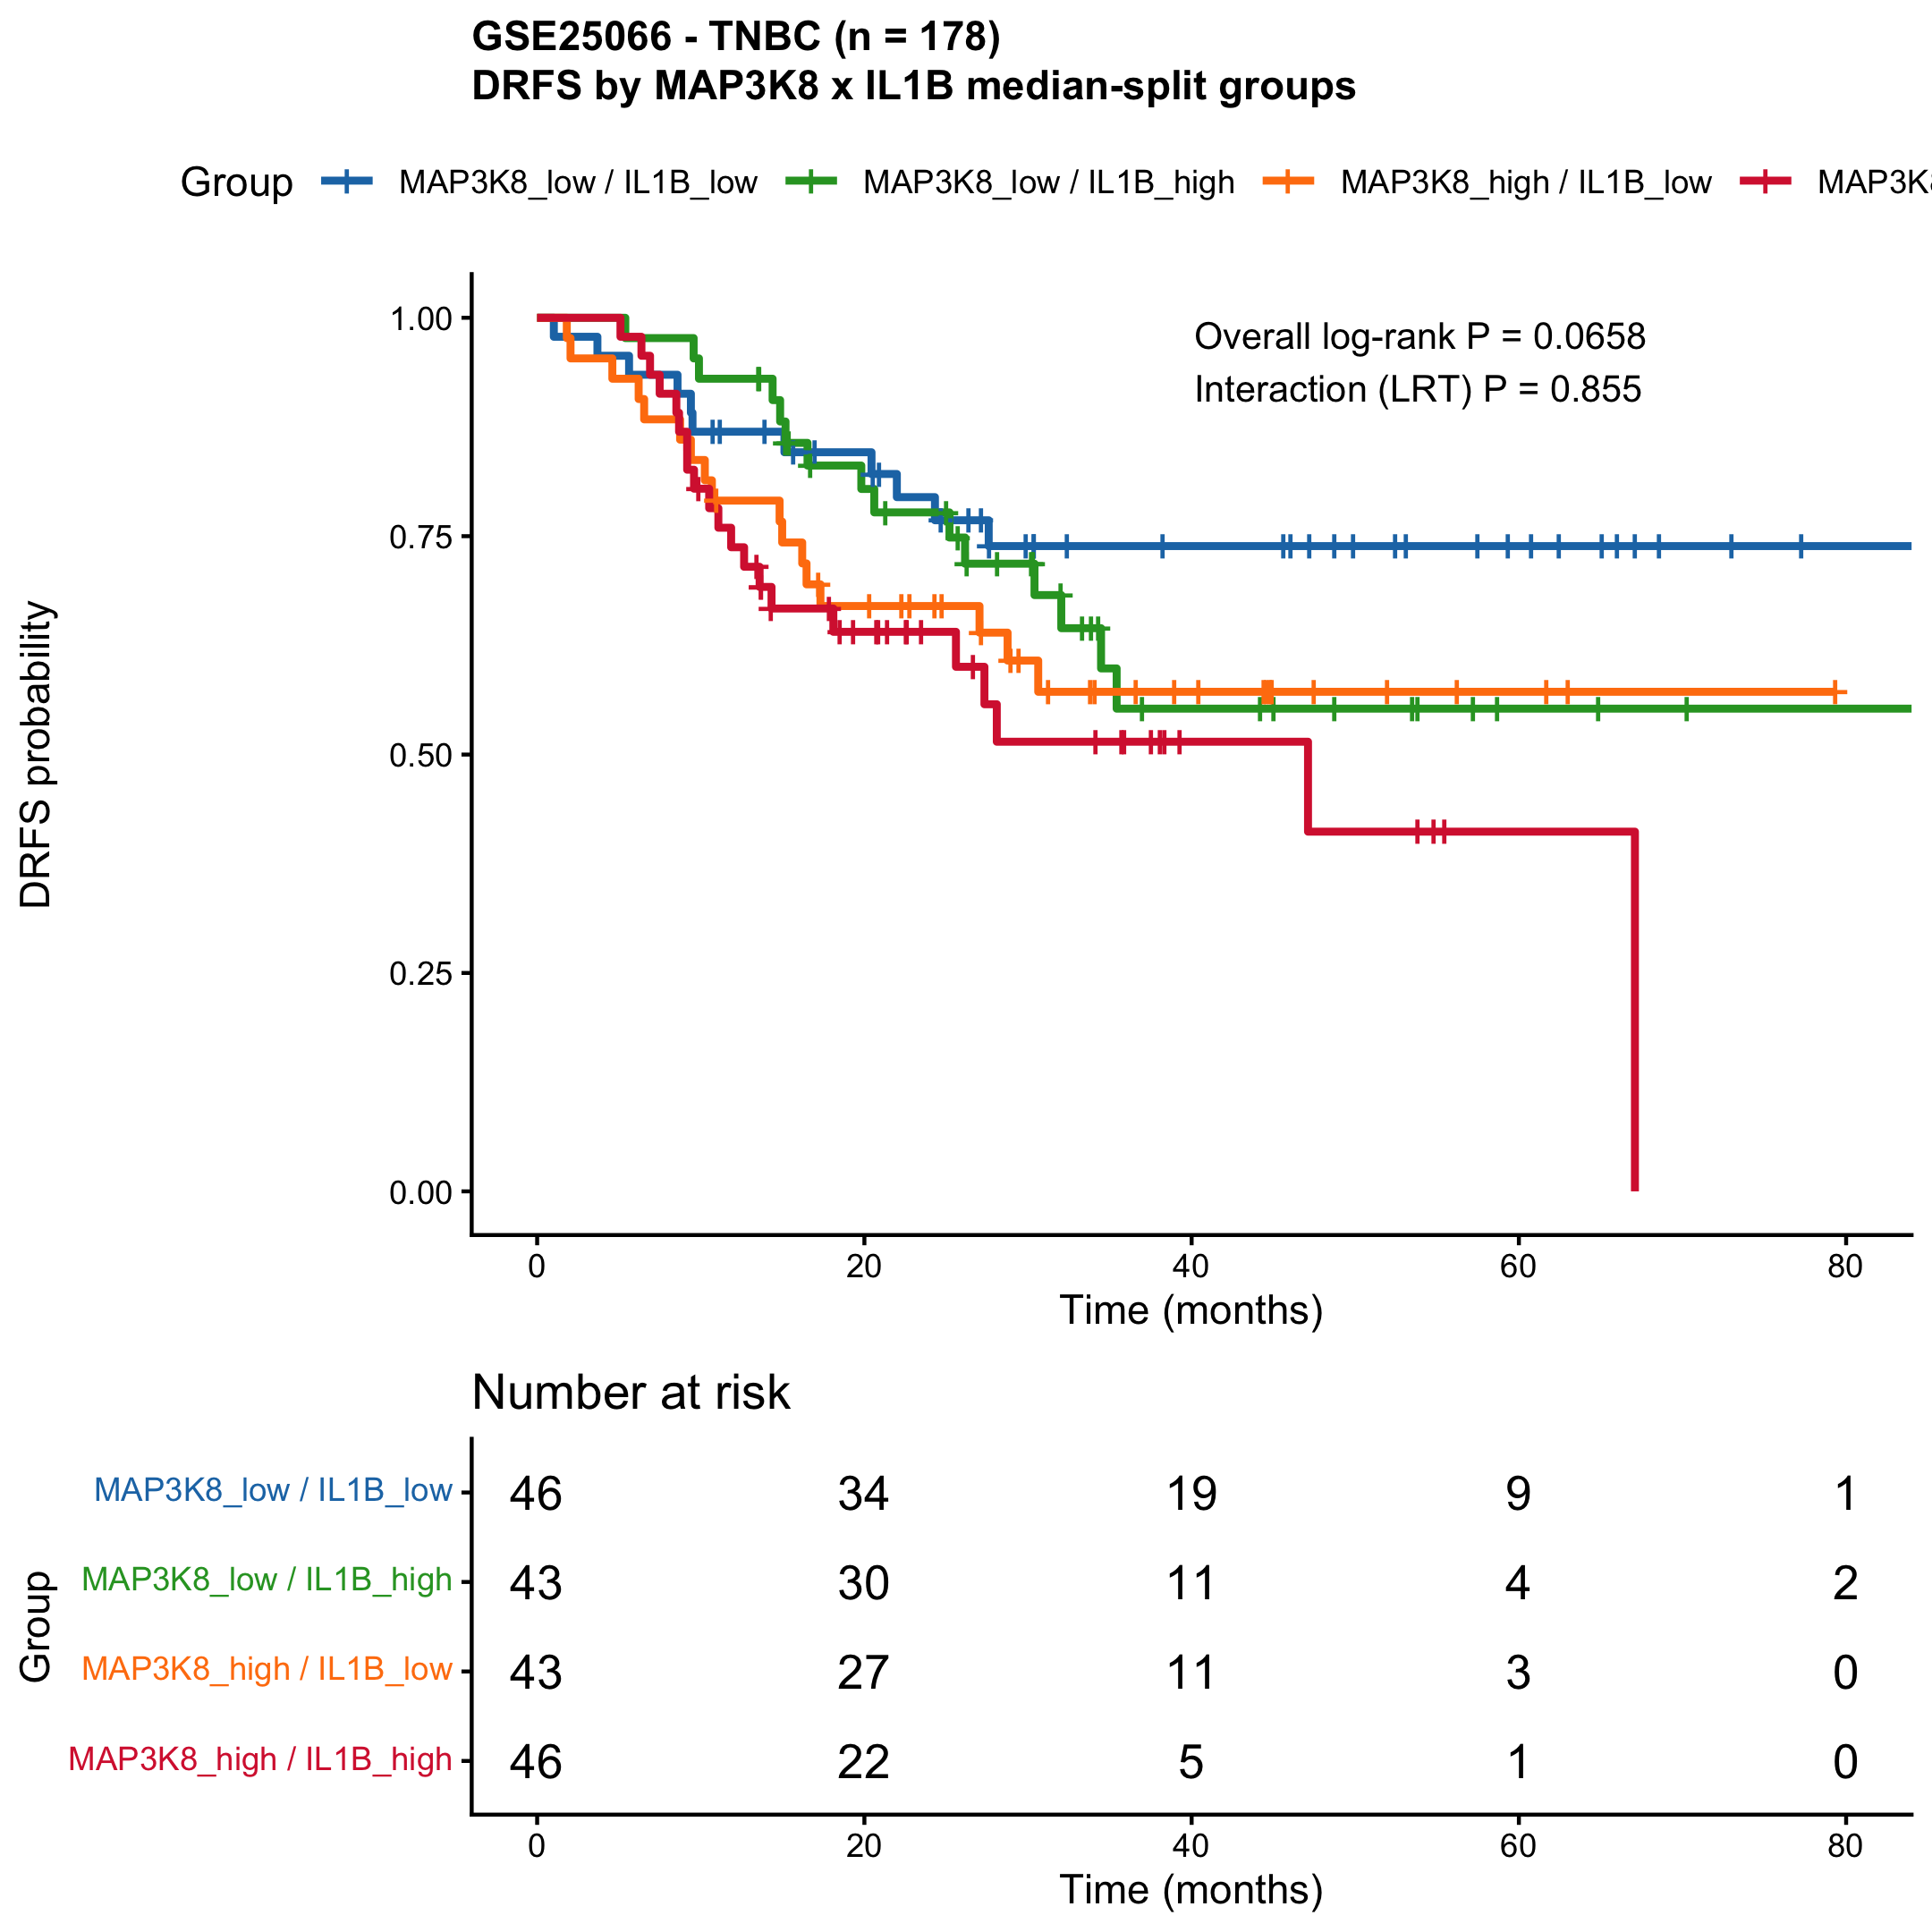 GSE25066 - TNBC (n = 178)
DRFS by MAP3K8 x IL1B median-split groups
Group MAP3K8_low / IL1B_low MAP3K8_low / IL1B_high MAP3K8_high / IL1B_low MAP3K
Overall log-rank P = 0.0658
Interaction (LRT) P = 0.855
DRFS probability
1.00
0.75
0.50
0.25
0.00
0 20 40 60 80
Time (months)
Number at risk
Group
MAP3K8_low / IL1B_low 46 34 19 9 1
MAP3K8_low / IL1B_high 43 30 11 4 2
MAP3K8_high / IL1B_low 43 27 11 3 0
MAP3K8_high / IL1B_high 46 22 5 1 0
0 20 40 60 80
Time (months)